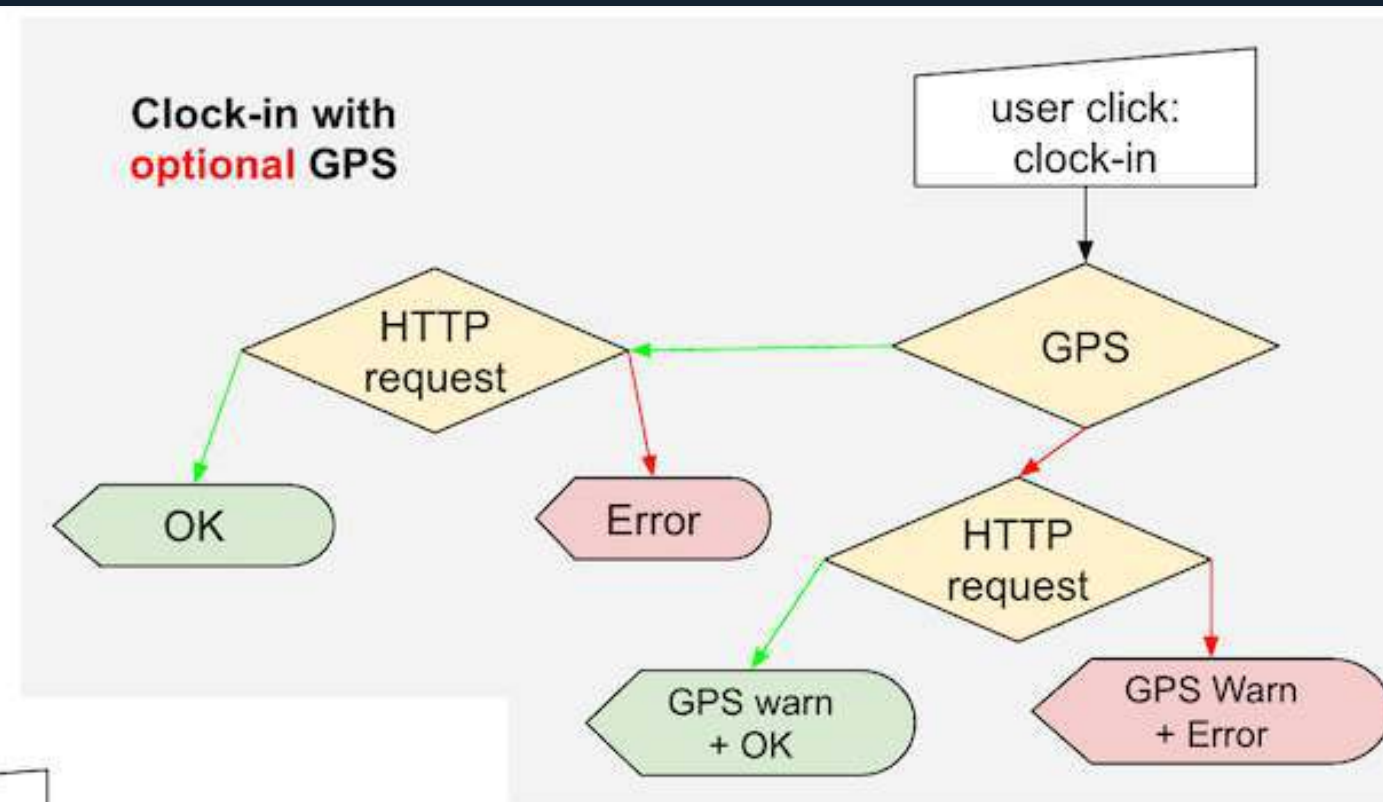 Clock-in with
optional GPS
user click:
clock-in
HTTP
request
GPS
OK
Error
HTTP
request
GPS warn
+ OK
GPS Warn
+ Error